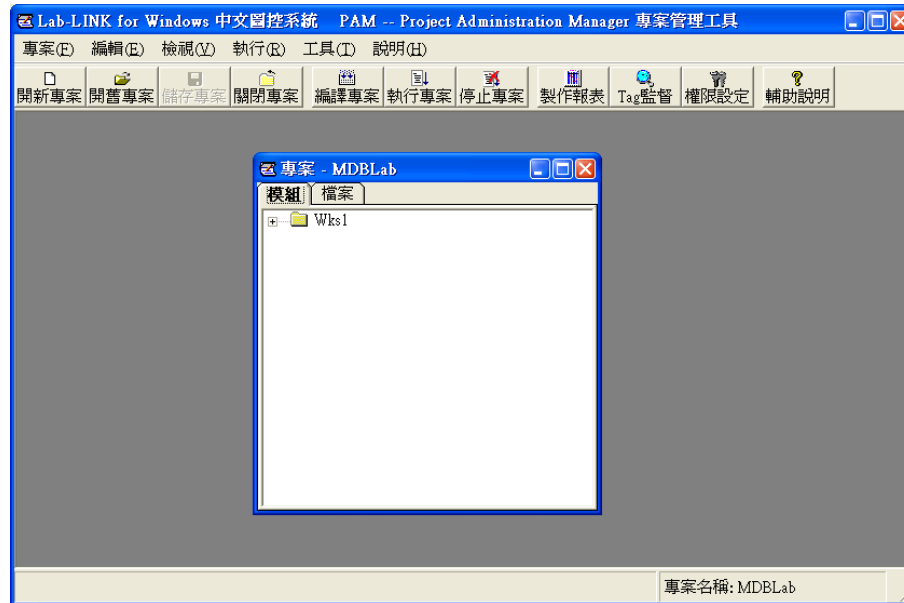 Lab-LINK for Windows 中文圖控系統 PAM -- Project Administration Manager 專案管理工具
專案(F) 編輯(E) 檢視(V) 執行(R) 工具(T) 說明(H)
開新專案 開舊專案 儲存專案 關閉專案 編譯專案 執行專案 停止專案 製作報表 Tag監督 權限設定 輔助說明
專案 - MDBLab
模組 檔案
Wks1
專案名稱: MDBLab